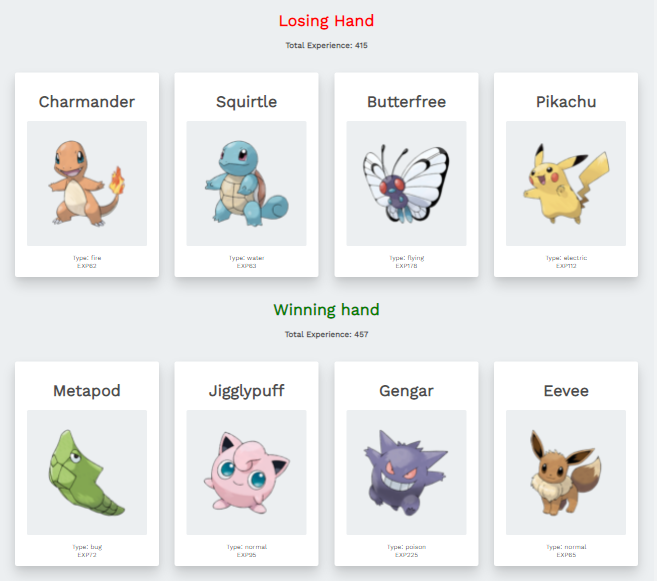 Losing Hand
Total Experience: 415
Charmander
Squirtle
Butterfree
Pikachu
Type: fire
EXP62
Type: water
EXP63
Type: flying
EXP178
Type: electric
EXP112
Winning hand
Total Experience: 457
Metapod
Jigglypuff
Gengar
Eevee
Type: bug
EXP72
Type: normal
EXP95
Type: poison
EXP225
Type: normal
EXP65